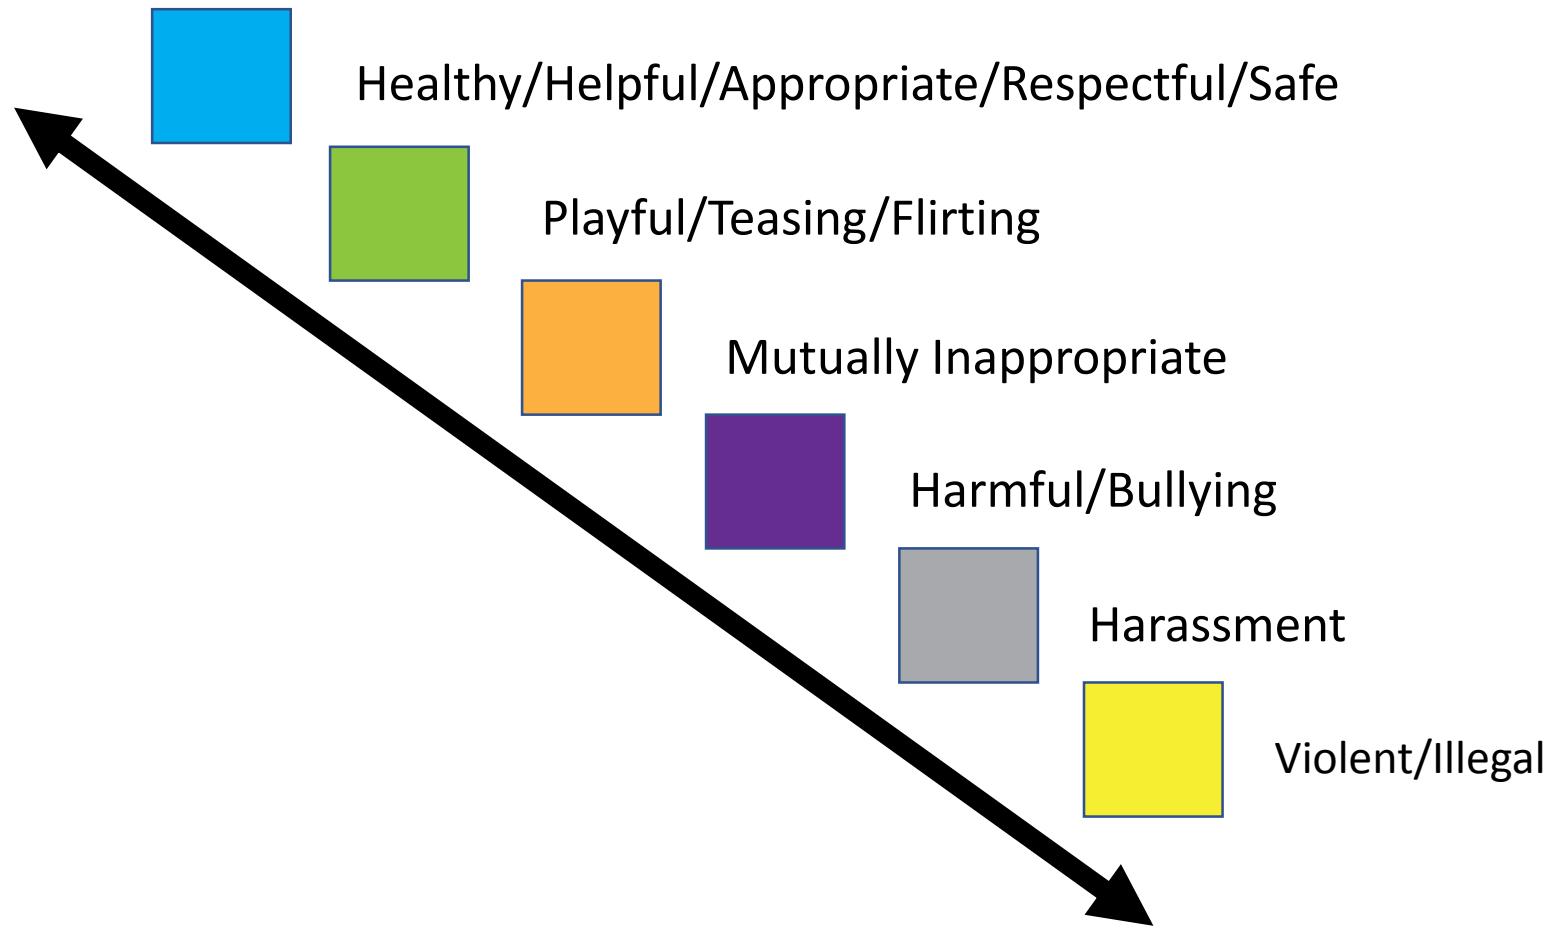 Healthy/Helpful/Appropriate/Respectful/Safe
Playful/Teasing/Flirting
Mutually Inappropriate
Harmful/Bullying
Harassment
Violent/Illegal